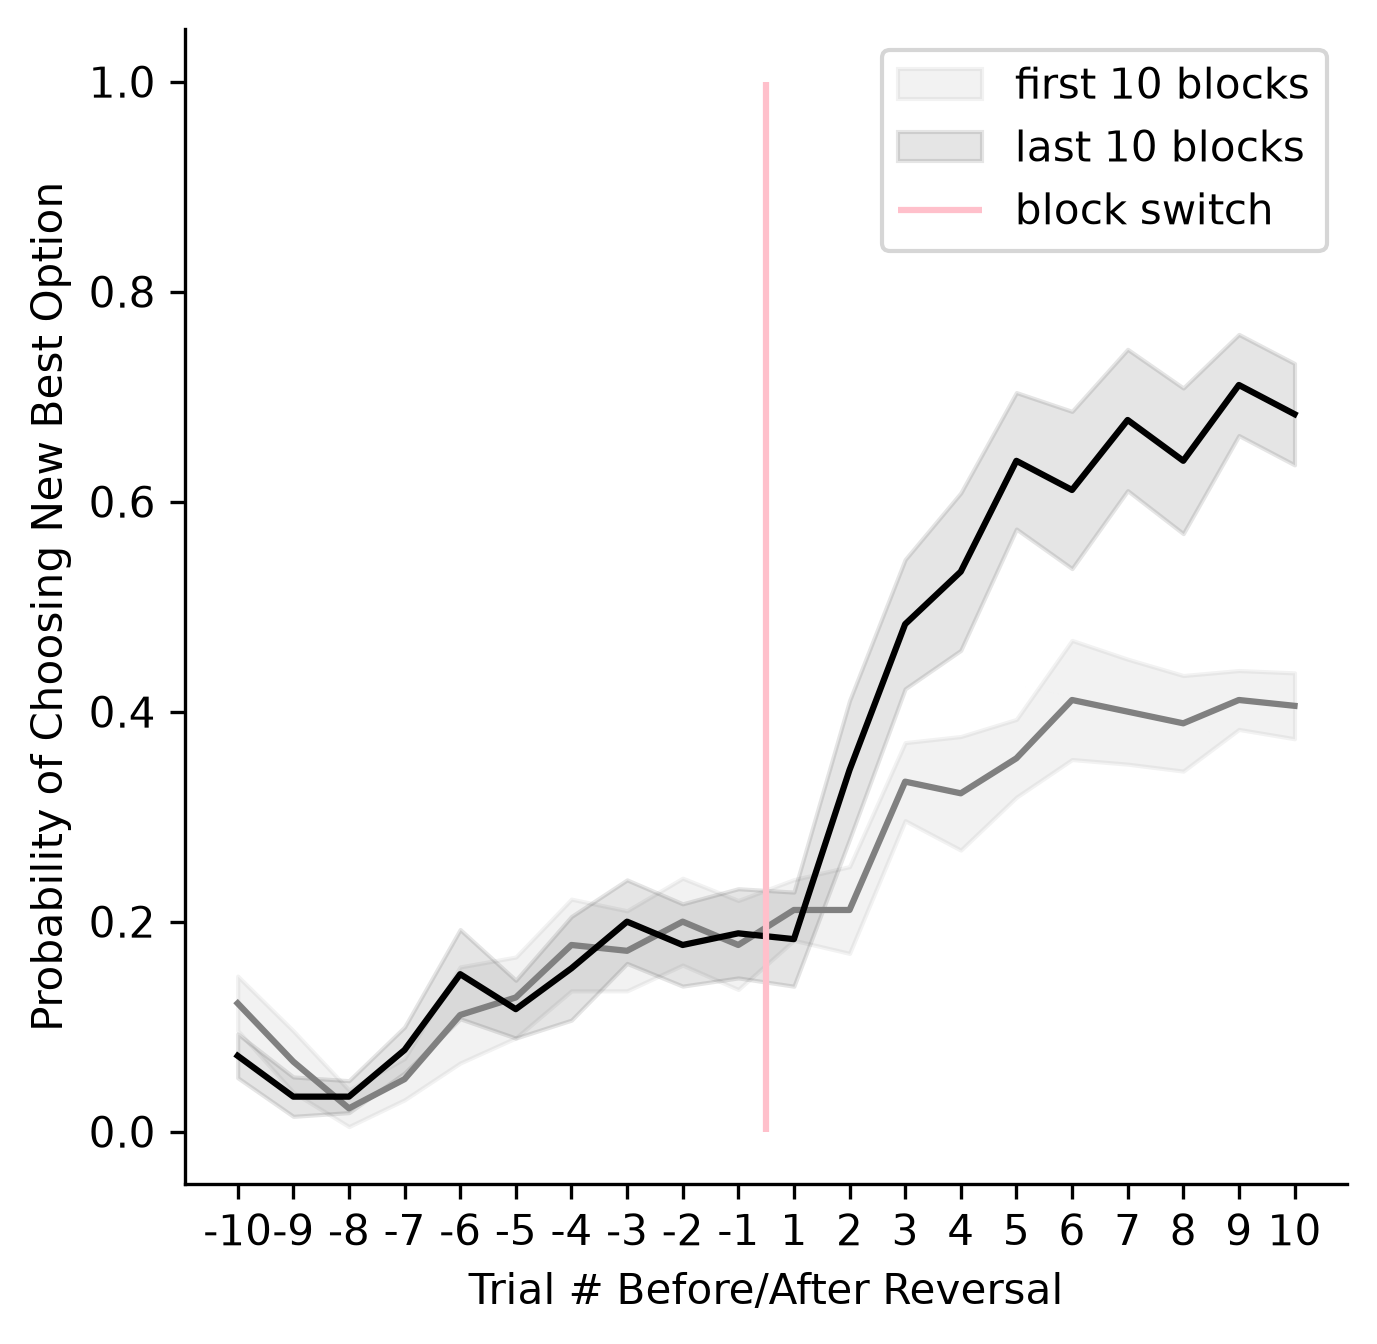 first 10 blocks
last 10 blocks
block switch
Probability of Choosing New Best Option
1.0
0.8
0.6
0.4
0.2
0.0
-10 -9 -8 -7 -6 -5 -4 -3 -2 -1 1 2 3 4 5 6 7 8 9 10
Trial # Before/After Reversal